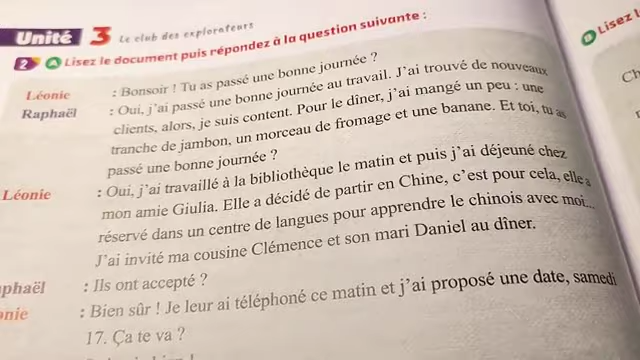 Unité 3 Le club des explorateurs
2 A Lisez le document puis répondez à la question suivante :
Léonie : Bonsoir ! Tu as passé une bonne journée ?
Raphaël : Oui, j'ai passé une bonne journée au travail. J'ai trouvé de nouveaux
clients, alors, je suis content. Pour le dîner, j'ai mangé un peu : une
tranche de jambon, un morceau de fromage et une banane. Et toi, tu as
passé une bonne journée ?
Léonie : Oui, j'ai travaillé à la bibliothèque le matin et puis j'ai déjeuné chez
mon amie Giulia. Elle a décidé de partir en Chine, c'est pour cela, elle a
réservé dans un centre de langues pour apprendre le chinois avec moi...
J'ai invité ma cousine Clémence et son mari Daniel au dîner.
phaël : Ils ont accepté ?
nie : Bien sûr ! Je leur ai téléphoné ce matin et j'ai proposé une date, samedi
17. Ça te va ?
B Lisez l